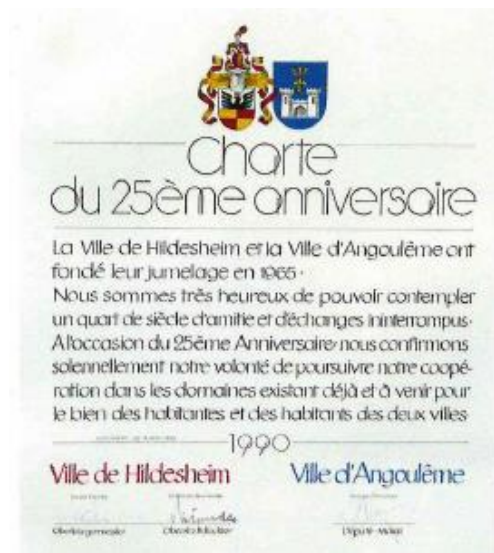 Charte
du 25ème anniversaire
La Ville de Hildesheim et la Ville d'Angoulême ont
fondé leur jumelage en 1965.
Nous sommes très heureux de pouvoir contempler
un quart de siècle d'amitié et d'échanges ininterrompus.
A l'occasion du 25ème Anniversaire nous confirmons
solennellement notre volonté de poursuivre notre coopé-
ration dans les domaines existant déjà et à venir pour
le bien des habitantes et des habitants des deux villes
1990
Ville de Hildesheim Ville d'Angoulême
Oberbürgermeister Oberstadtdirektor Député-Maire